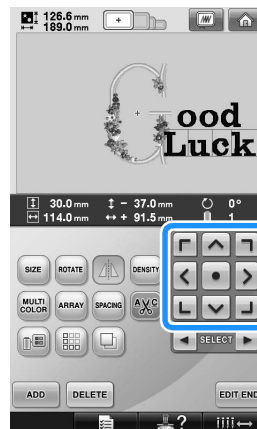 126.6 mm
189.0 mm
ood
Luck
30.0 mm - 37.0 mm 0°
114.0 mm + 91.5 mm 1
SIZE ROTATE DENSITY
MULTI COLOR ARRAY SPACING A C
SELECT
ADD DELETE EDIT END
?